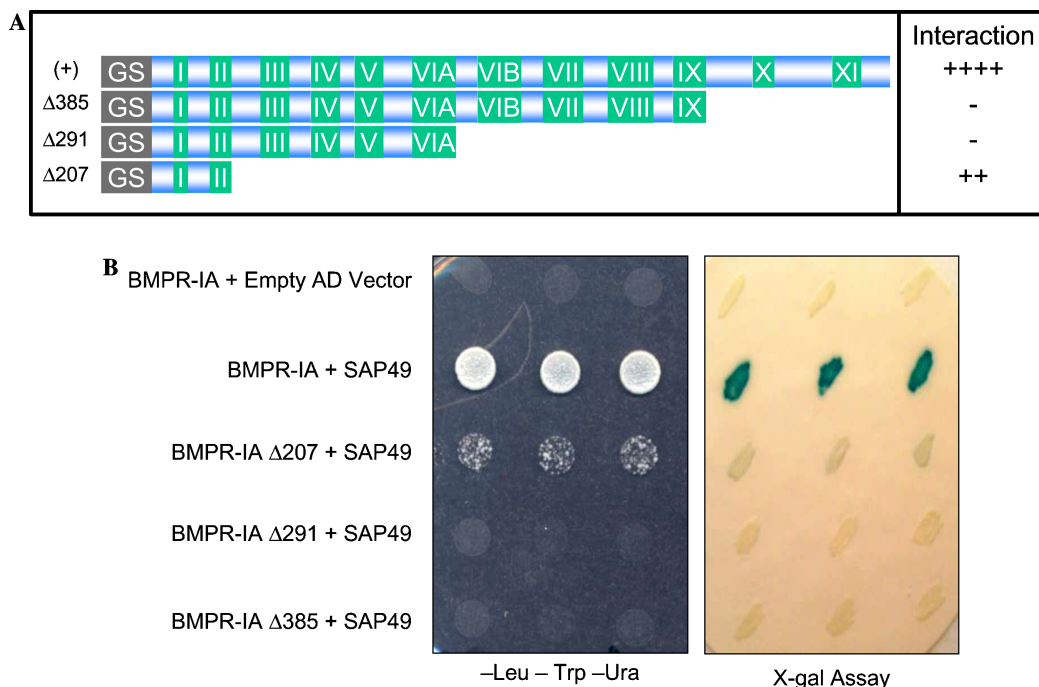 A
Interaction
(+) GS I II III IV V VIA VIB VII VIII IX X XI ++++
Δ385 GS I II III IV V VIA VIB VII VIII IX -
Δ291 GS I II III IV V VIA -
Δ207 GS I II ++
B
BMPR-IA + Empty AD Vector
BMPR-IA + SAP49
BMPR-IA Δ207 + SAP49
BMPR-IA Δ291 + SAP49
BMPR-IA Δ385 + SAP49
–Leu – Trp –Ura
X-gal Assay